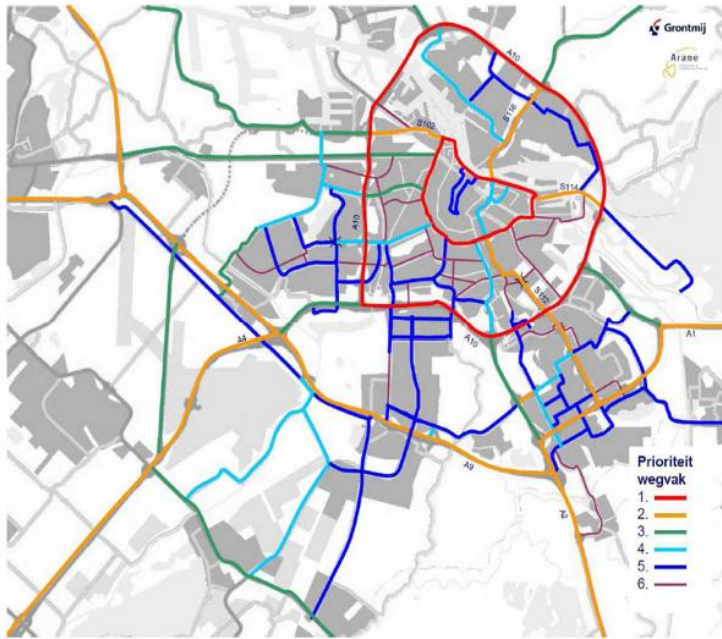 Grontmij
Arane
A10
S116
S102
S114
A10
S112
A10
A1
A4
A9
A2
Prioriteit
wegvak
1.
2.
3.
4.
5.
6.